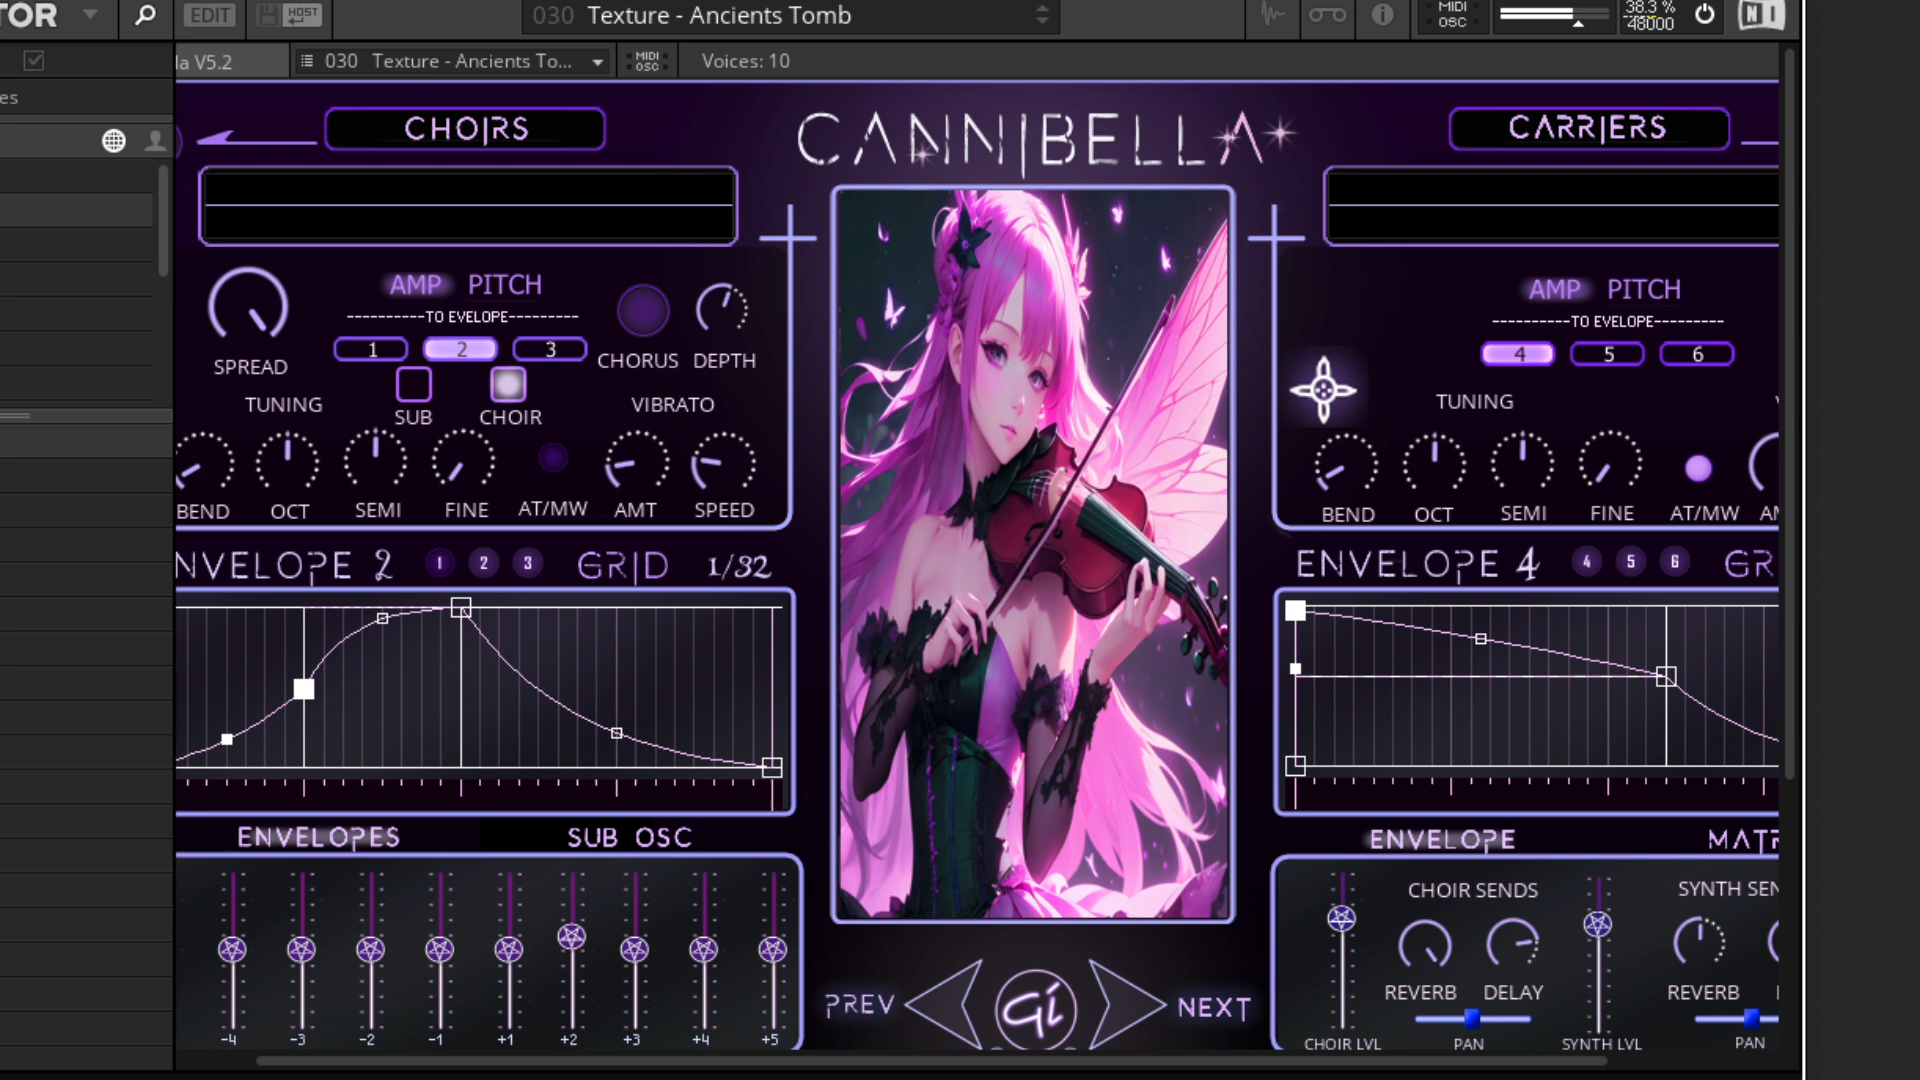 TOR EDIT HOST 030 Texture - Ancients Tomb MIDI OSC 38.3 % 48000 NI
la V5.2 030 Texture - Ancients To... MIDI OSC Voices: 10
es
CHOIRS CANNIBELLA CARRIERS
AMP PITCH AMP PITCH
----------TO EVELOPE--------- ----------TO EVELOPE---------
1 2 3 4 5 6
SPREAD CHORUS DEPTH
TUNING SUB CHOIR VIBRATO TUNING
BEND OCT SEMI FINE AT/MW AMT SPEED BEND OCT SEMI FINE AT/MW AM
NVELOPE 2 1 2 3 GRID 1/32 ENVELOPE 4 4 5 6 GR
ENVELOPES SUB OSC ENVELOPE MATR
CHOIR SENDS SYNTH SEN
REVERB DELAY REVERB
PREV Gi NEXT
-4 -3 -2 -1 +1 +2 +3 +4 +5 CHOIR LVL PAN SYNTH LVL PAN